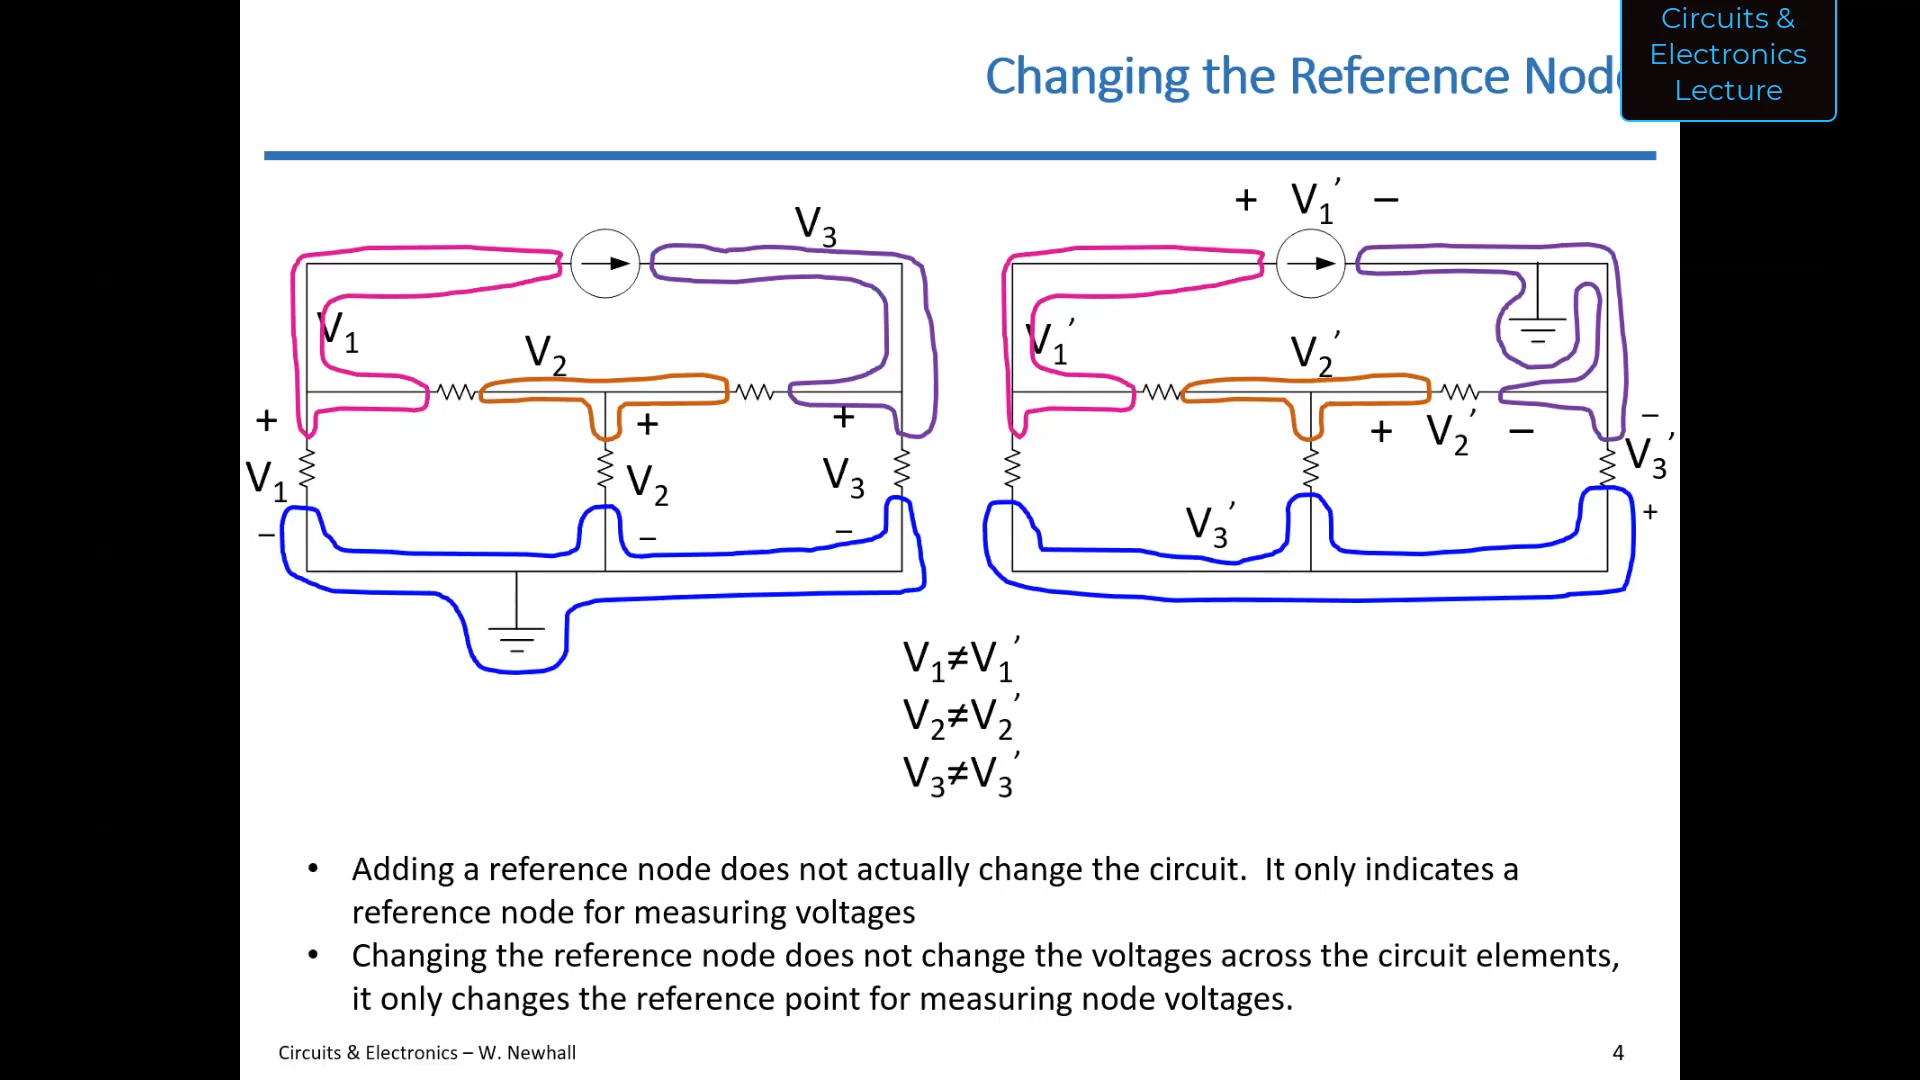 Circuits &
Electronics
Lecture
Changing the Reference Nod
V3
+ V1’ −
V1
V2
V1’
V2’
+
V1
−
+
V2
−
+
V3
−
+ V2’ −
−
V3’
+
V3’
V1≠V1’
V2≠V2’
V3≠V3’
• Adding a reference node does not actually change the circuit. It only indicates a
reference node for measuring voltages
• Changing the reference node does not change the voltages across the circuit elements,
it only changes the reference point for measuring node voltages.
Circuits & Electronics – W. Newhall
4